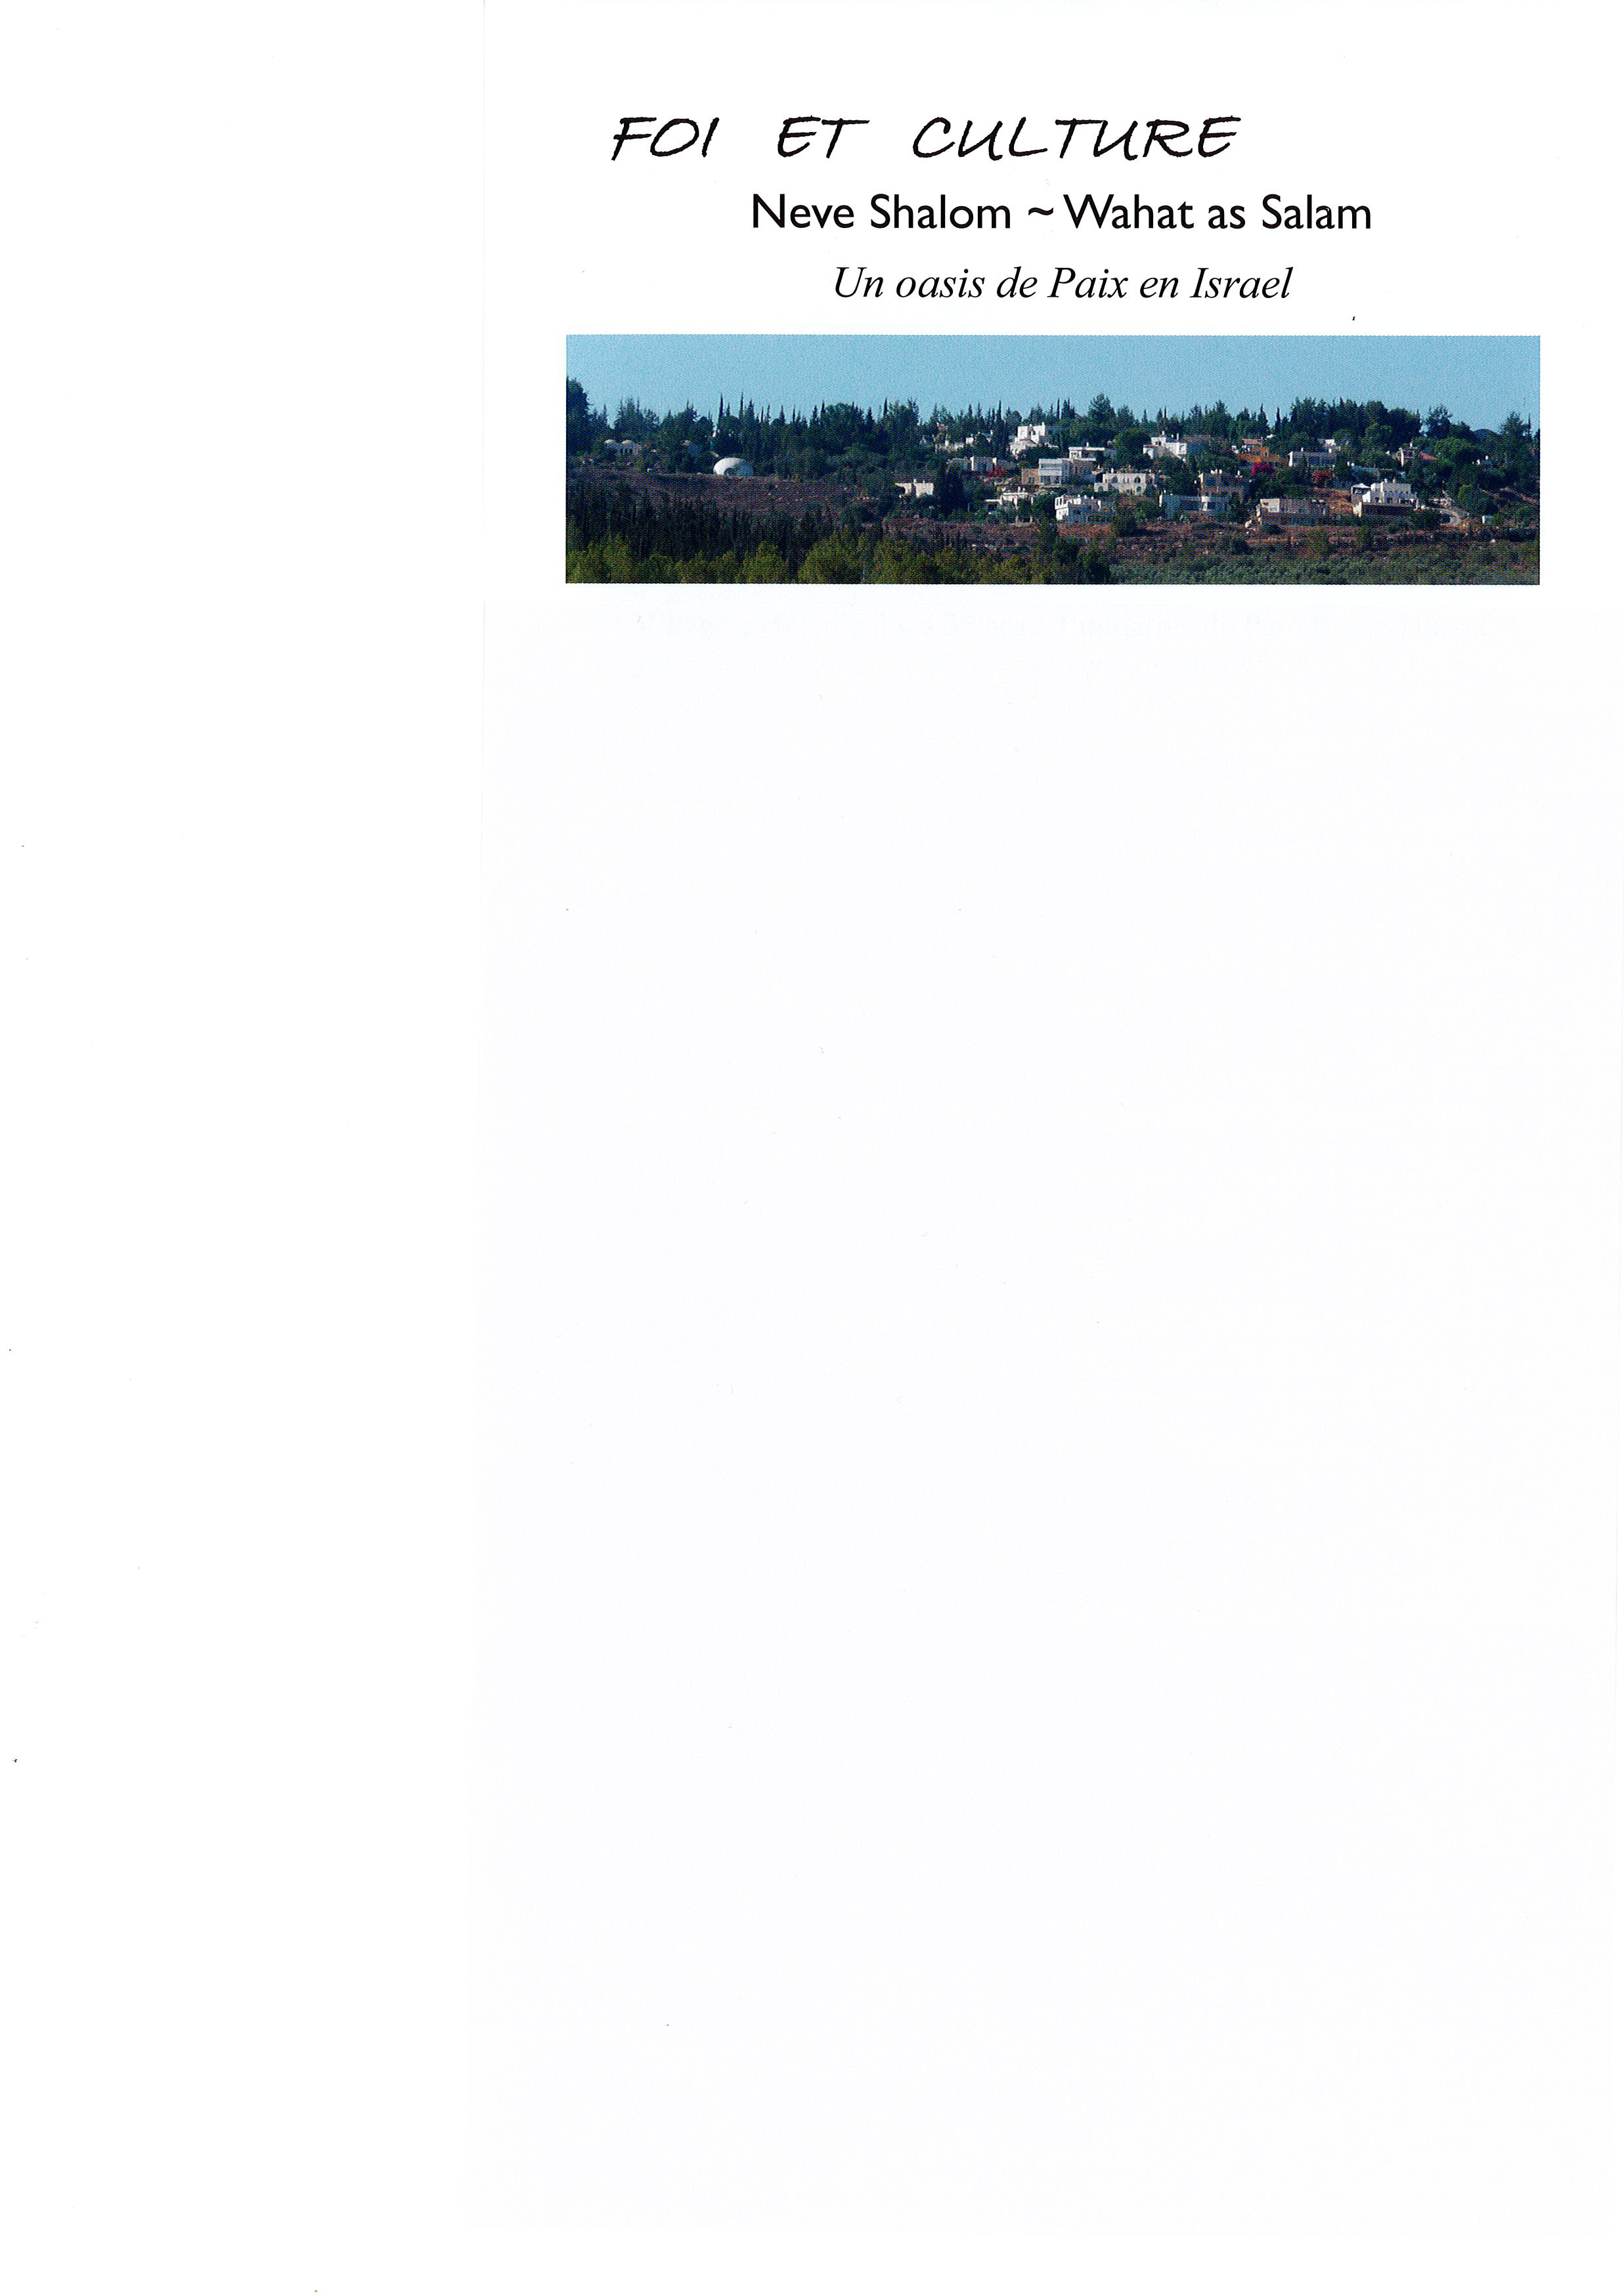 FOI ET CULTURE
Neve Shalom ~ Wahat as Salam
Un oasis de Paix en Israel